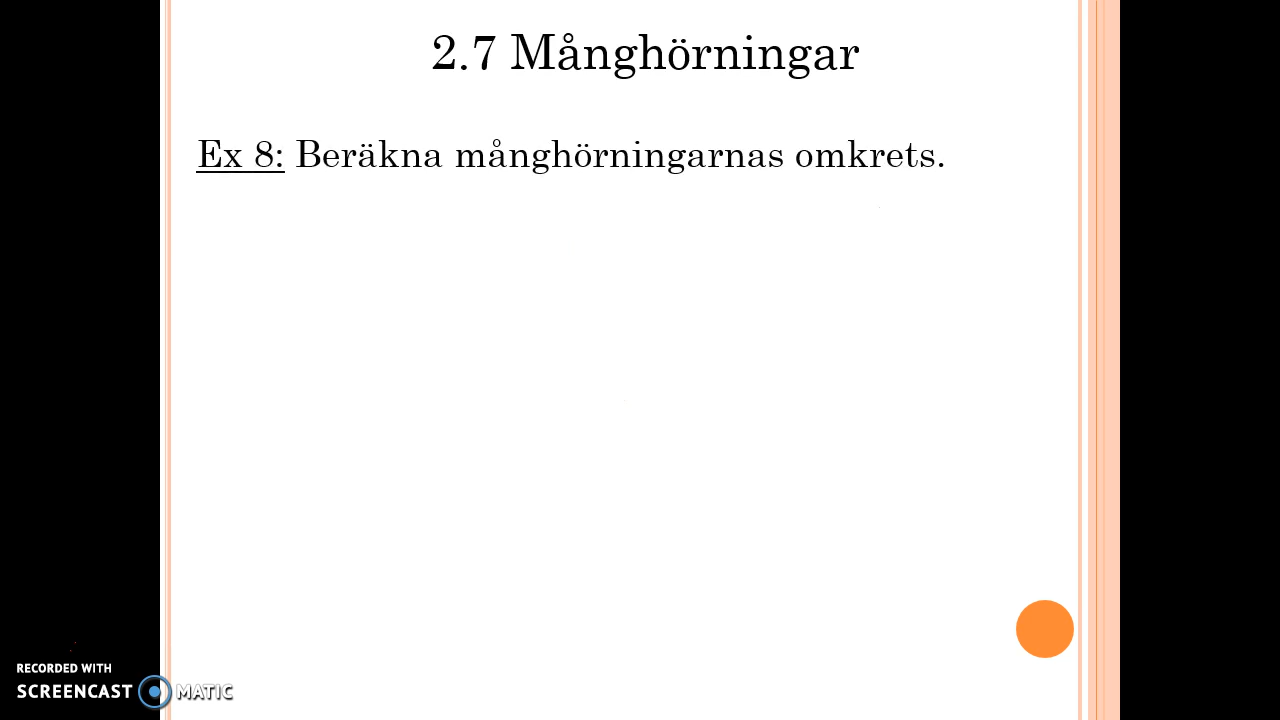 2.7 Månghörningar
Ex 8: Beräkna månghörningarnas omkrets.
RECORDED WITH
SCREENCAST MATIC